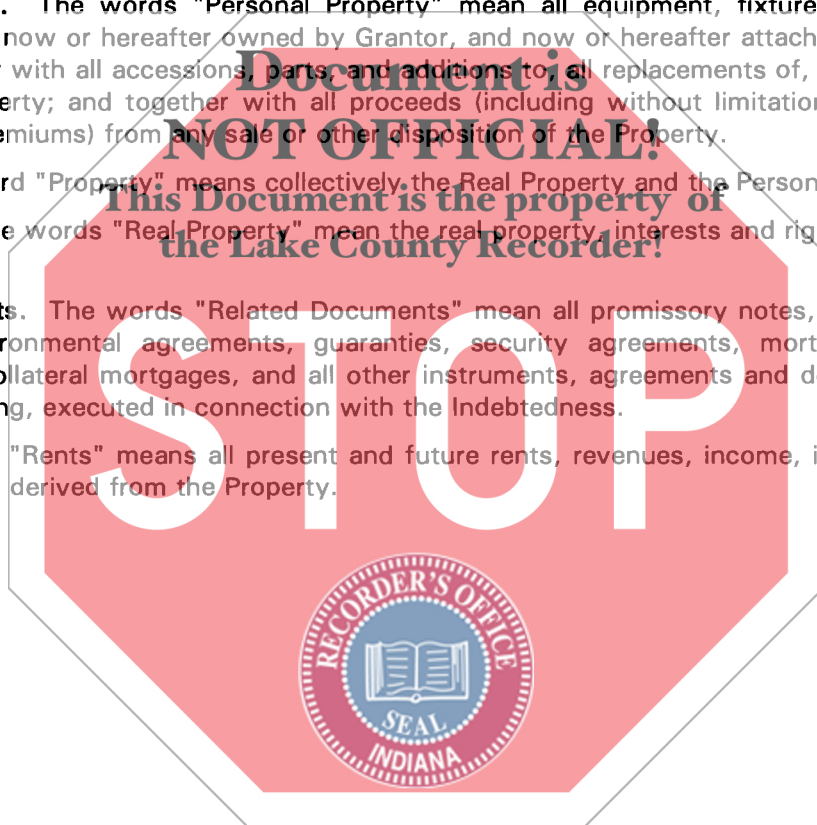 . The words "Personal Property" mean all equipment, fixture
now or hereafter owned by Grantor, and now or hereafter attach
with all accessions, parts, and additions to, all replacements of,
erty; and together with all proceeds (including without limitation
emiums) from any sale or other disposition of the Property.
rd "Property" means collectively the Real Property and the Person
e words "Real Property" mean the real property, interests and rig
ts. The words "Related Documents" mean all promissory notes,
ronmental agreements, guaranties, security agreements, mort
ollateral mortgages, and all other instruments, agreements and d
ng, executed in connection with the Indebtedness.
"Rents" means all present and future rents, revenues, income, i
derived from the Property.
Document is
NOT OFFICIAL!
This Document is the property of
the Lake County Recorder!
STOP
RECORDER'S OFFICE
SEAL
INDIANA